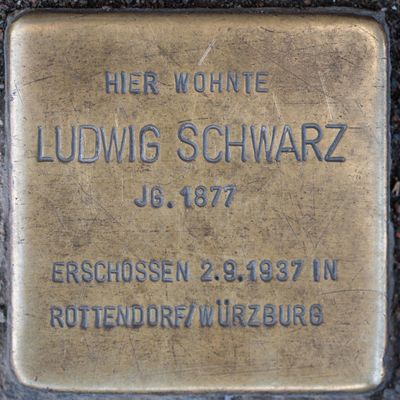 HIER WOHNTE
LUDWIG SCHWARZ
JG. 1877
ERSCHOSSEN 2.9.1937 IN
ROTTENDORF/WÜRZBURG